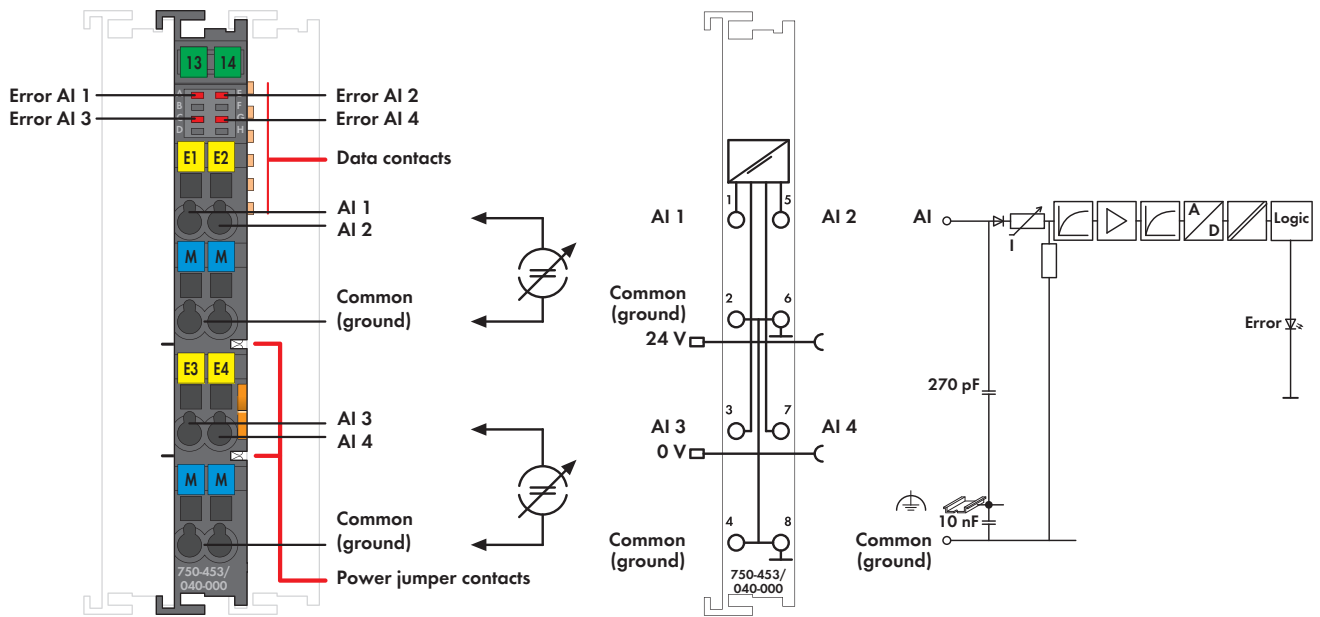 13 14
Error AI 1
Error AI 3
A E
B F
C G
D H
Error AI 2
Error AI 4
E1 E2
Data contacts
AI 1
AI 2
M M
Common
(ground)
E3 E4
AI 3
AI 4
M M
Common
(ground)
750-453/
040-000
Power jumper contacts
1 5
AI 1
AI 2
Common
(ground)
2 6
24 V
3 7
AI 3
AI 4
0 V
4 8
Common
(ground)
750-453/
040-000
AI
I
A
D
Logic
Error
270 pF
10 nF
Common
(ground)